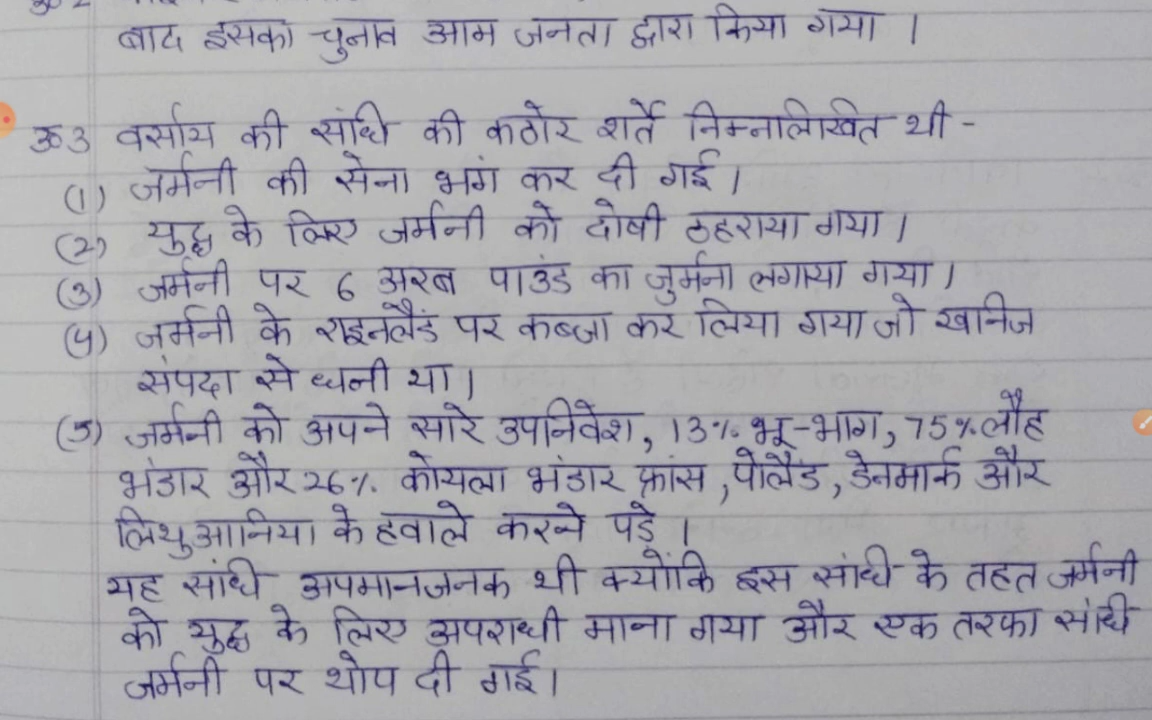 बाद इसका चुनाव आम जनता द्वारा किया गया ।
उ०3 वर्साय की सांधि की कठोर शर्ते निम्नलिखित थी -
(1) जर्मनी की सेना भंग कर दी गई ।
(2) युद्ध के लिए जर्मनी को दोषी ठहराया गया ।
(3) जर्मनी पर 6 अरब पाउंड का जुर्मना लगाया गया ।
(4) जर्मनी के राइनलैंड पर कब्जा कर लिया गया जो खनिज
संपदा से धनी था ।
(5) जर्मनी को अपने सारे उपनिवेश, 13% भू-भाग, 75% लौह
भंडार और 26% कोयला भंडार फ्रांस, पोलैंड, डेनमार्क और
लिथुआनिया के हवाले करने पड़े ।
यह सांधि अपमानजनक थी क्योंकि इस सांधि के तहत जर्मनी
को युद्ध के लिए अपराधी माना गया और एक तरफा सांधि
जर्मनी पर थोप दी गई ।